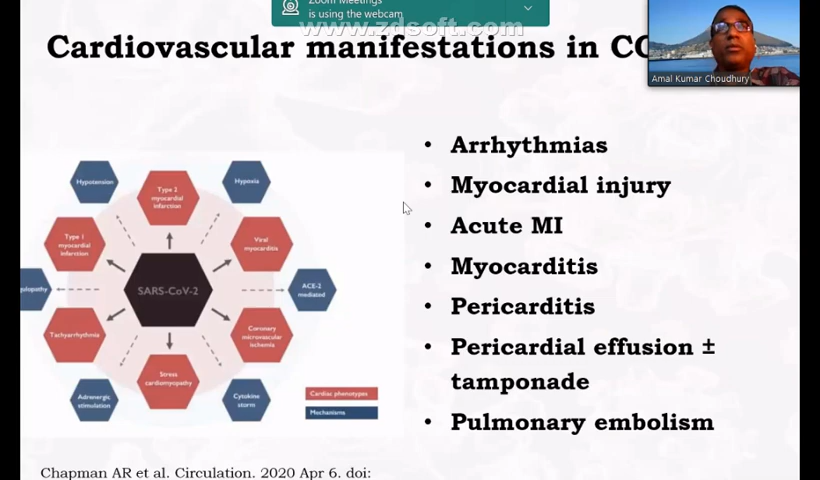 Zoom Meetings
is using the webcam
www.zdsoft.com
Cardiovascular manifestations in CO
Amal Kumar Choudhury
Hypotension
Type 2
myocardial
infarction
Hypoxia
Type 1
myocardial
infarction
Viral
myocarditis
SARS-CoV-2
ACE-2
mediated
Tachyarrhythmia
Coronary
microvascular
ischemia
Adrenergic
stimulation
Stress
cardiomyopathy
Cytokine
storm
Cardiac phenotypes
Mechanisms
• Arrhythmias
• Myocardial injury
• Acute MI
• Myocarditis
• Pericarditis
• Pericardial effusion ±
tamponade
• Pulmonary embolism
Chapman AR et al. Circulation. 2020 Apr 6. doi: